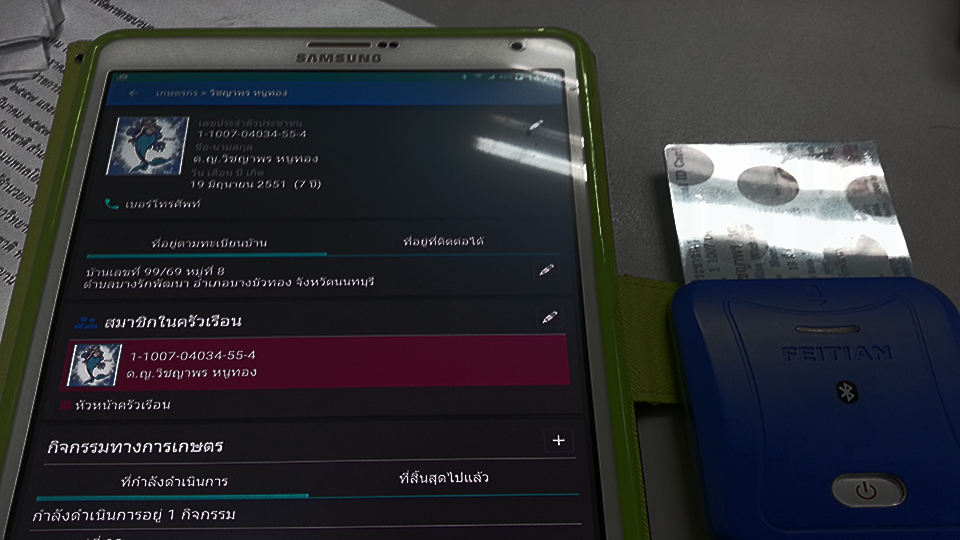 SAMSUNG
เกษตรกร > วิชญาพร หนูทอง
เลขประจำตัวประชาชน
1-1007-04034-55-4
ชื่อ-นามสกุล
ด.ญ.วิชญาพร หนูทอง
วัน เดือน ปี เกิด
19 มิถุนายน 2551 (7 ปี)
เบอร์โทรศัพท์
ที่อยู่ตามทะเบียนบ้าน
ที่อยู่ที่ติดต่อได้
บ้านเลขที่ 99/69 หมู่ที่ 8
ตำบลบางรักพัฒนา อำเภอบางบัวทอง จังหวัดนนทบุรี
สมาชิกในครัวเรือน
1-1007-04034-55-4
ด.ญ.วิชญาพร หนูทอง
หัวหน้าครัวเรือน
กิจกรรมทางการเกษตร
ที่กำลังดำเนินการ
ที่สิ้นสุดไปแล้ว
กำลังดำเนินการอยู่ 1 กิจกรรม
FEITIAN